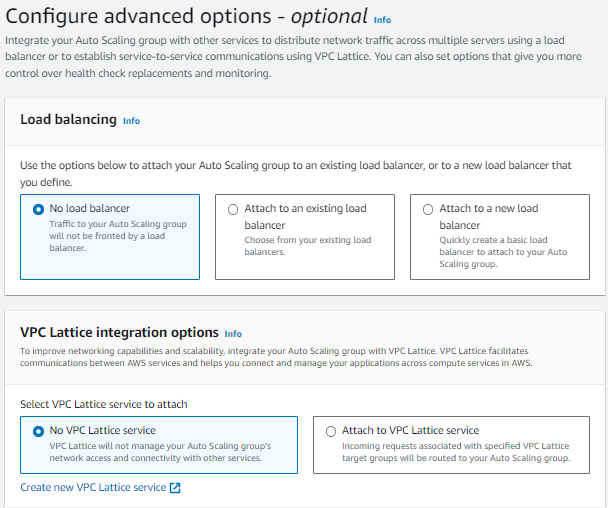 Configure advanced options - optional Info
Integrate your Auto Scaling group with other services to distribute network traffic across multiple servers using a load
balancer or to establish service-to-service communications using VPC Lattice. You can also set options that give you more
control over health check replacements and monitoring.
Load balancing Info
Use the options below to attach your Auto Scaling group to an existing load balancer, or to a new load balancer that
you define.
No load balancer
Traffic to your Auto Scaling group
will not be fronted by a load
balancer.
Attach to an existing load
balancer
Choose from your existing load
balancers.
Attach to a new load
balancer
Quickly create a basic load
balancer to attach to your Auto
Scaling group.
VPC Lattice integration options Info
To improve networking capabilities and scalability, integrate your Auto Scaling group with VPC Lattice. VPC Lattice facilitates
communications between AWS services and helps you connect and manage your applications across compute services in AWS.
Select VPC Lattice service to attach
No VPC Lattice service
VPC Lattice will not manage your Auto Scaling group's
network access and connectivity with other services.
Attach to VPC Lattice service
Incoming requests associated with specified VPC Lattice
target groups will be routed to your Auto Scaling group.
Create new VPC Lattice service